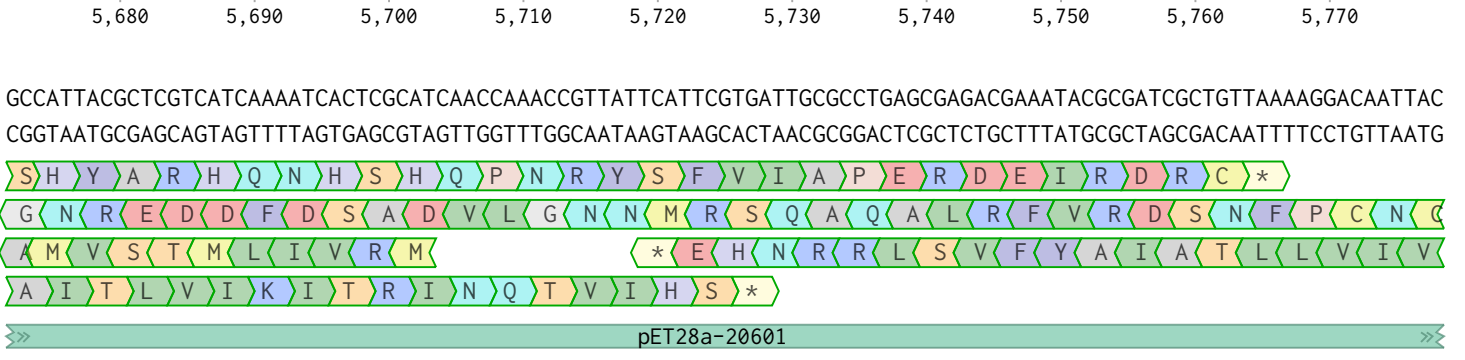 5,680 5,690 5,700 5,710 5,720 5,730 5,740 5,750 5,760 5,770
GCCATTACGCTCGTCATCAAAATCACTCGCATCAACCAAACCGTTATTCATTCGTGATTGCGCCTGAGCGAGACGAAATACGCGATCGCTGTTAAAAGGACAATTAC
CGGTAATGCGAGCAGTAGTTTTAGTGAGCGTAGTTGGTTTGGCAATAAGTAAGCACTAACGCGGACTCGCTCTGCTTTATGCGCTAGCGACAATTTTCCTGTTAATG
S H Y A R H Q N H S H Q P N R Y S F V I A P E R D E I R D R C *
G N R E D D F D S A D V L G N N M R S Q A Q A L R F V R D S N F P C N C
A M V S T M L I V R M * E H N R R L S V F Y A I A T L L V I V
A I T L V I K I T R I N Q T V I H S *
pET28a-20601